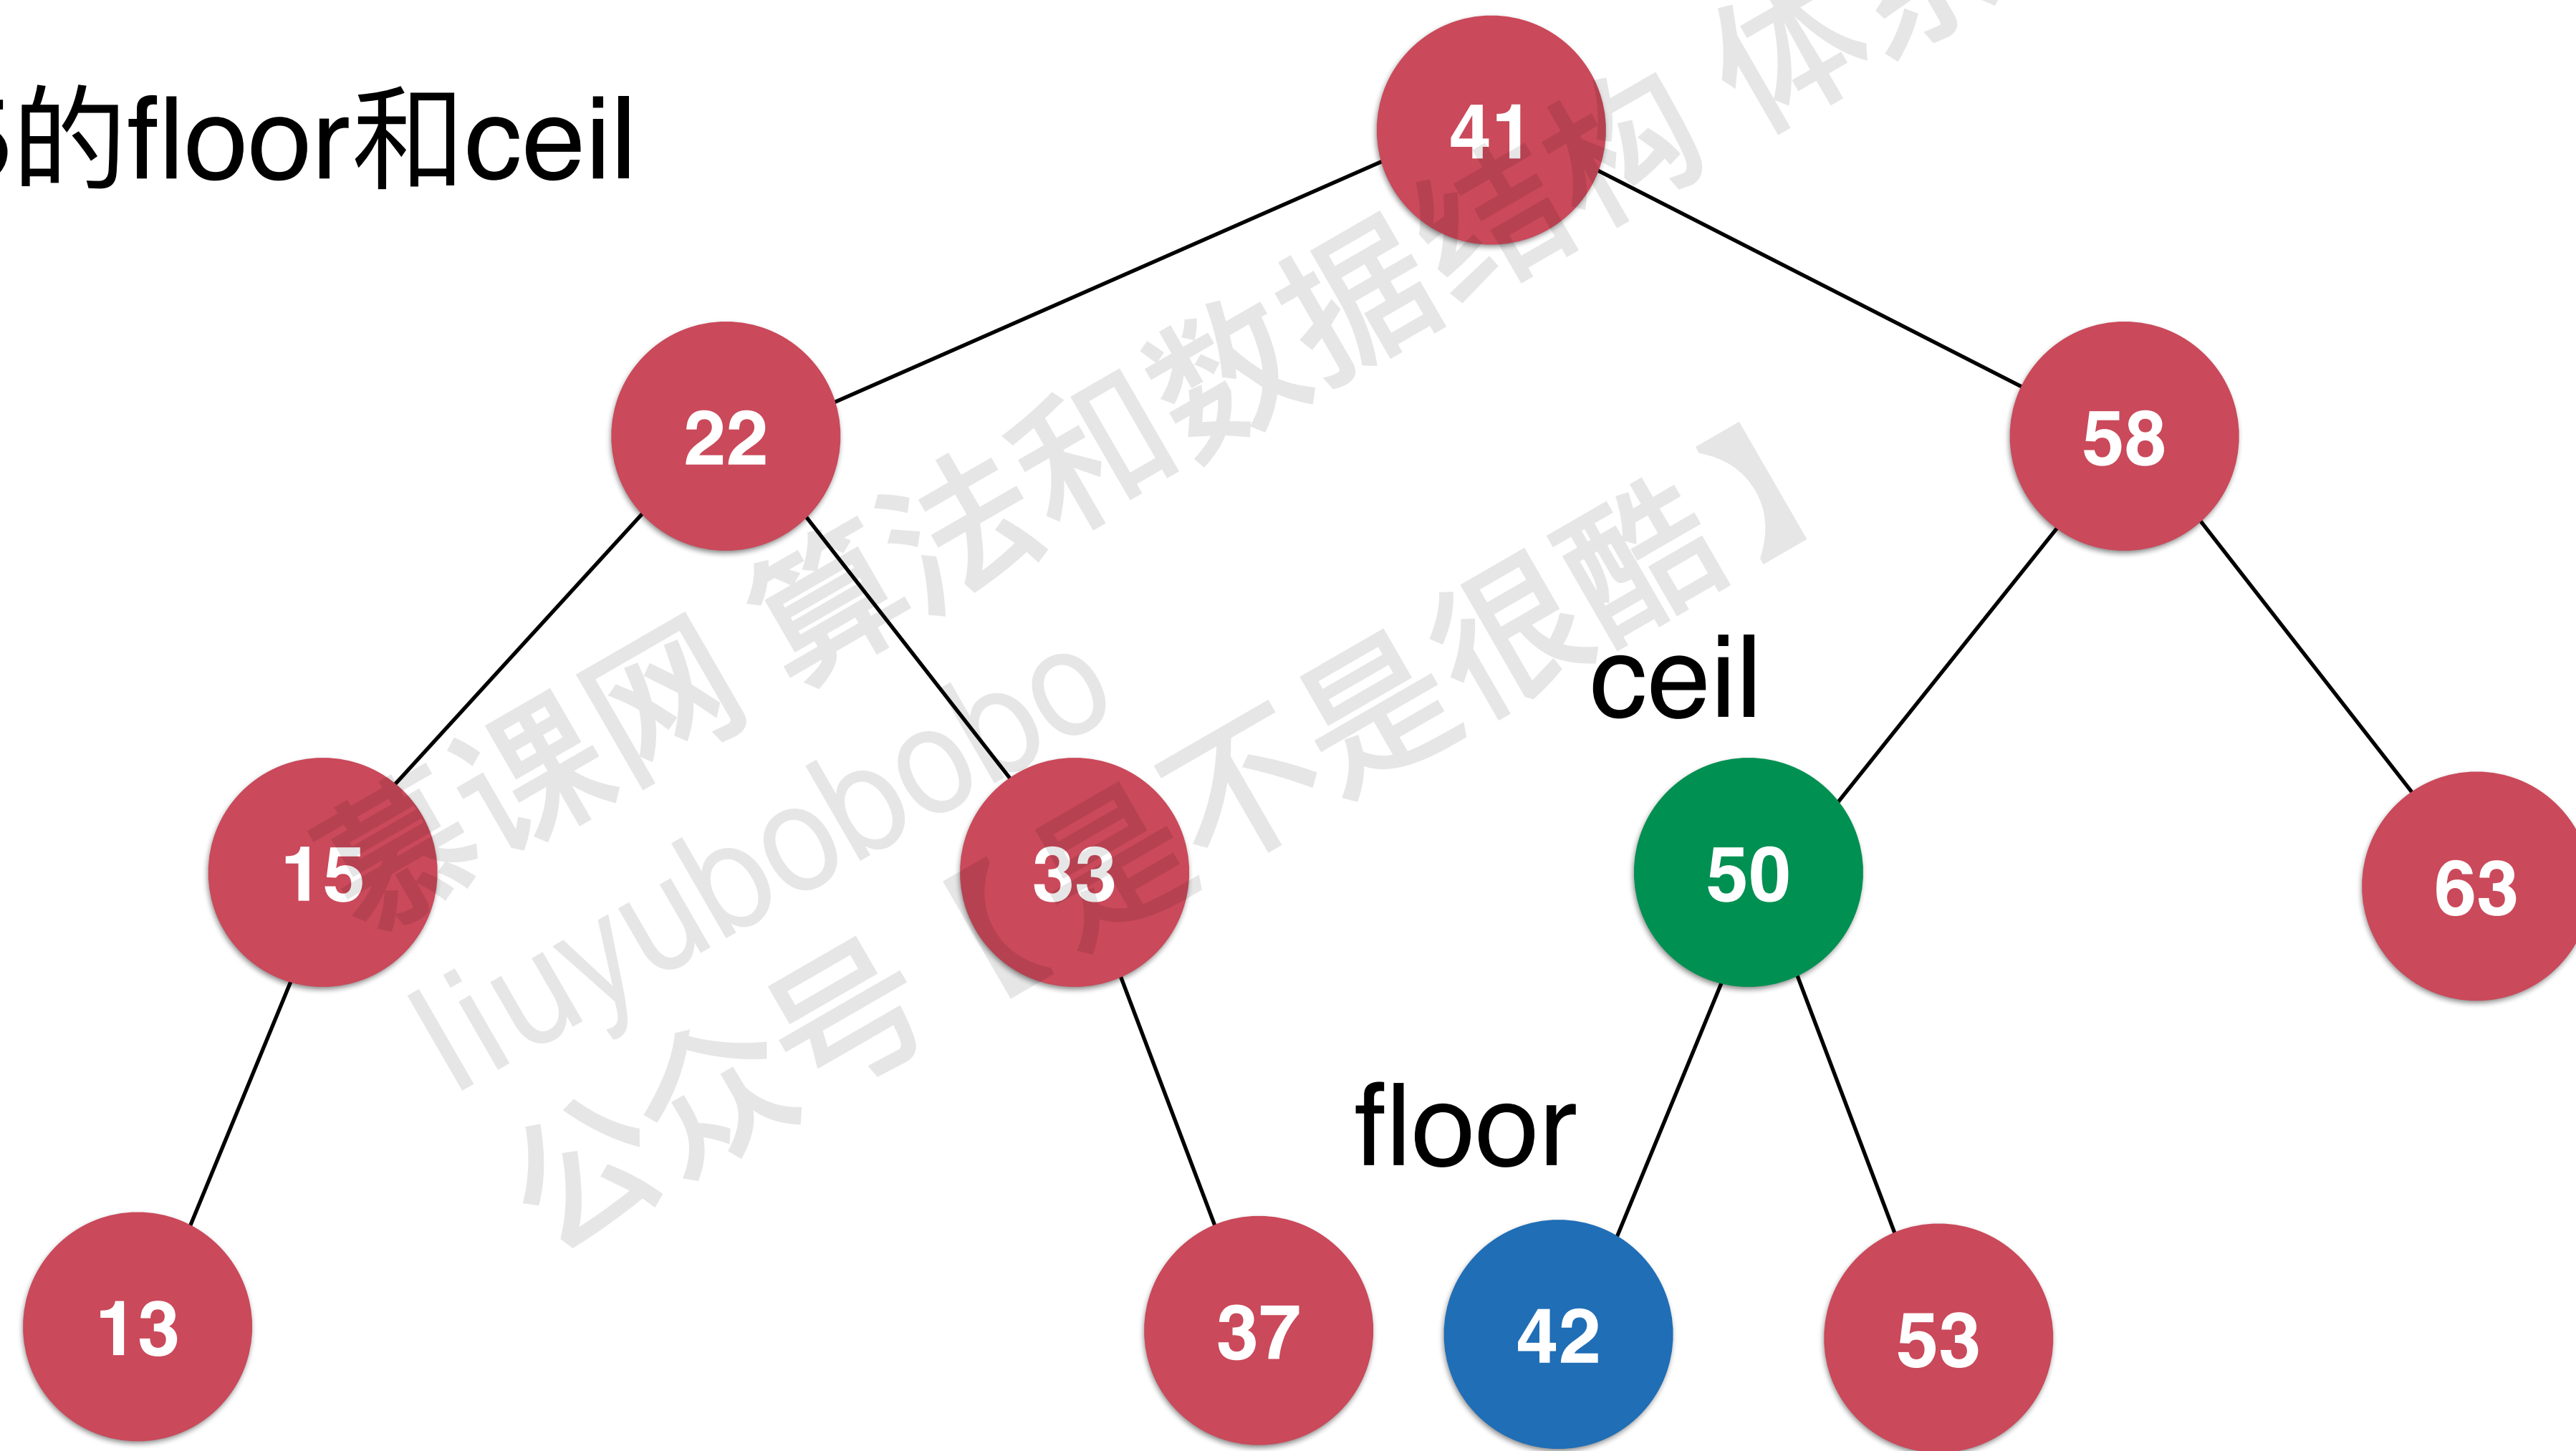 的floor和ceil
41
22
58
ceil
15
33
50
63
floor
13
37
42
53
慕课网 算法和数据结构
liuyubobobo
公众号【是不是很酷】